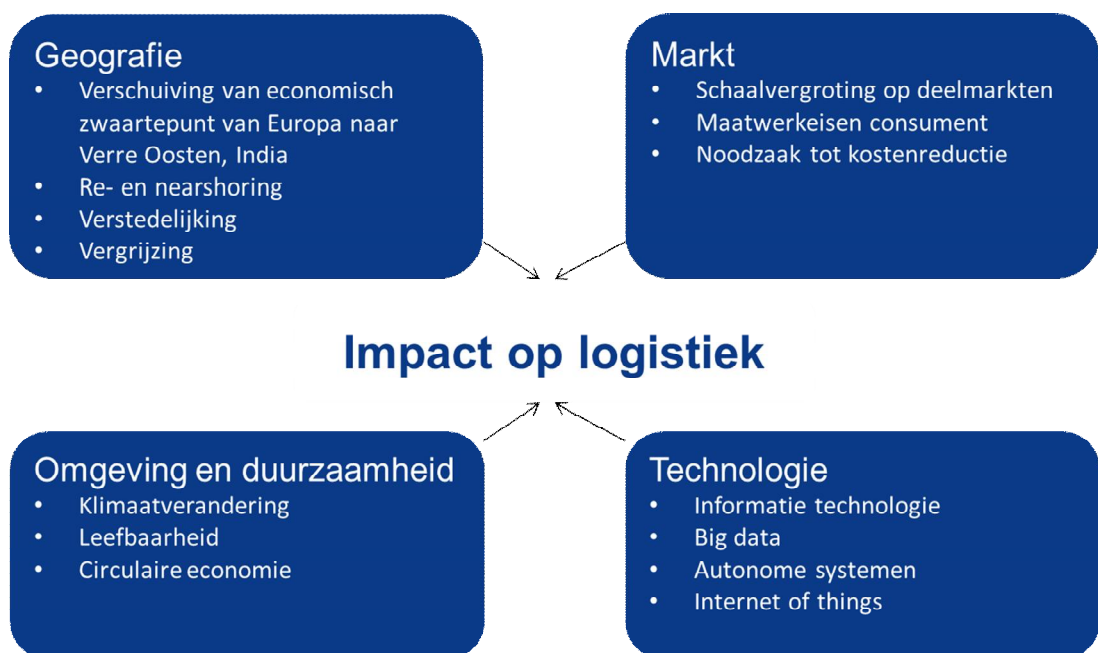 Geografie
• Verschuiving van economisch
zwaartepunt van Europa naar
Verre Oosten, India
• Re- en nearshoring
• Verstedelijking
• Vergrijzing
Markt
• Schaalvergroting op deelmarkten
• Maatwerkeisen consument
• Noodzaak tot kostenreductie
Impact op logistiek
Omgeving en duurzaamheid
• Klimaatverandering
• Leefbaarheid
• Circulaire economie
Technologie
• Informatie technologie
• Big data
• Autonome systemen
• Internet of things